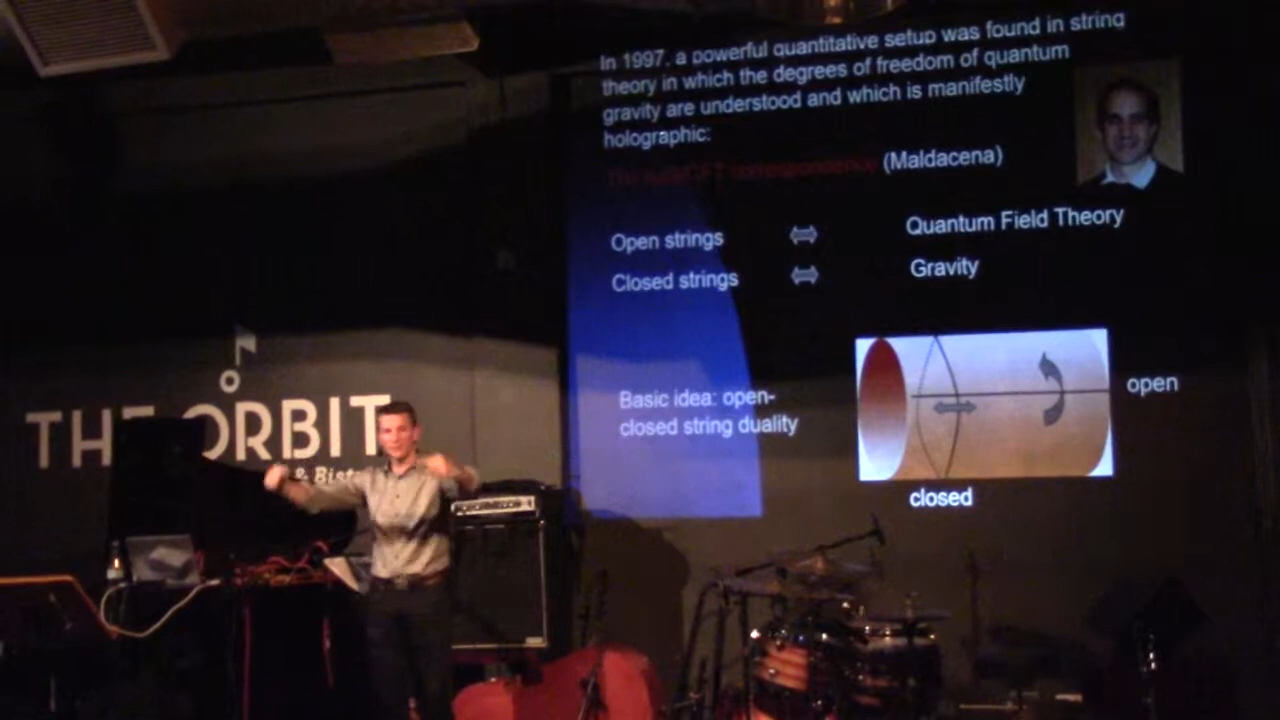 In 1997, a powerful quantitative setup was found in string
theory in which the degrees of freedom of quantum
gravity are understood and which is manifestly
holographic:
(Maldacena)
Open strings Quantum Field Theory
Closed strings Gravity
Basic idea: open-
closed string duality
open
closed
THE ORBIT
&